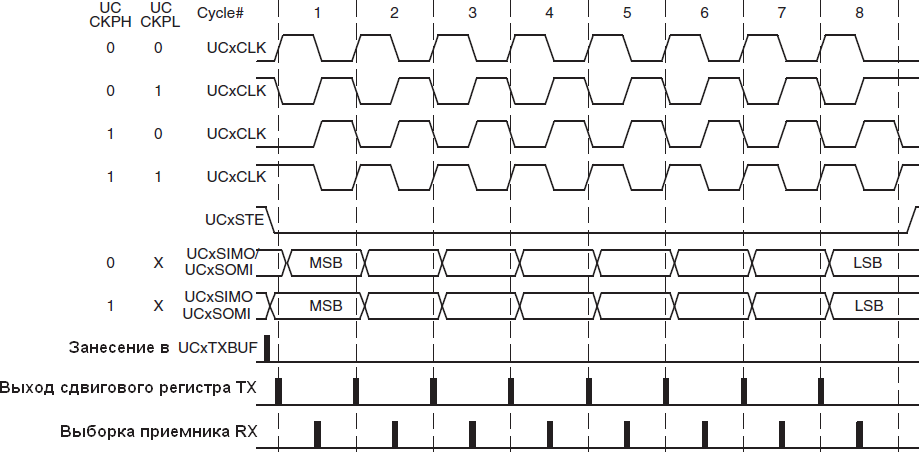 UC UC Cycle# 1 2 3 4 5 6 7 8
CKPH CKPL
0 0 UCxCLK
0 1 UCxCLK
1 0 UCxCLK
1 1 UCxCLK
UCxSTE
UCxSIMO/
0 X UCxSOMI MSB LSB
UCxSIMO
1 X UCxSOMI MSB LSB
Занесение в UCxTXBUF
Выход сдвигового регистра TX
Выборка приемника RX